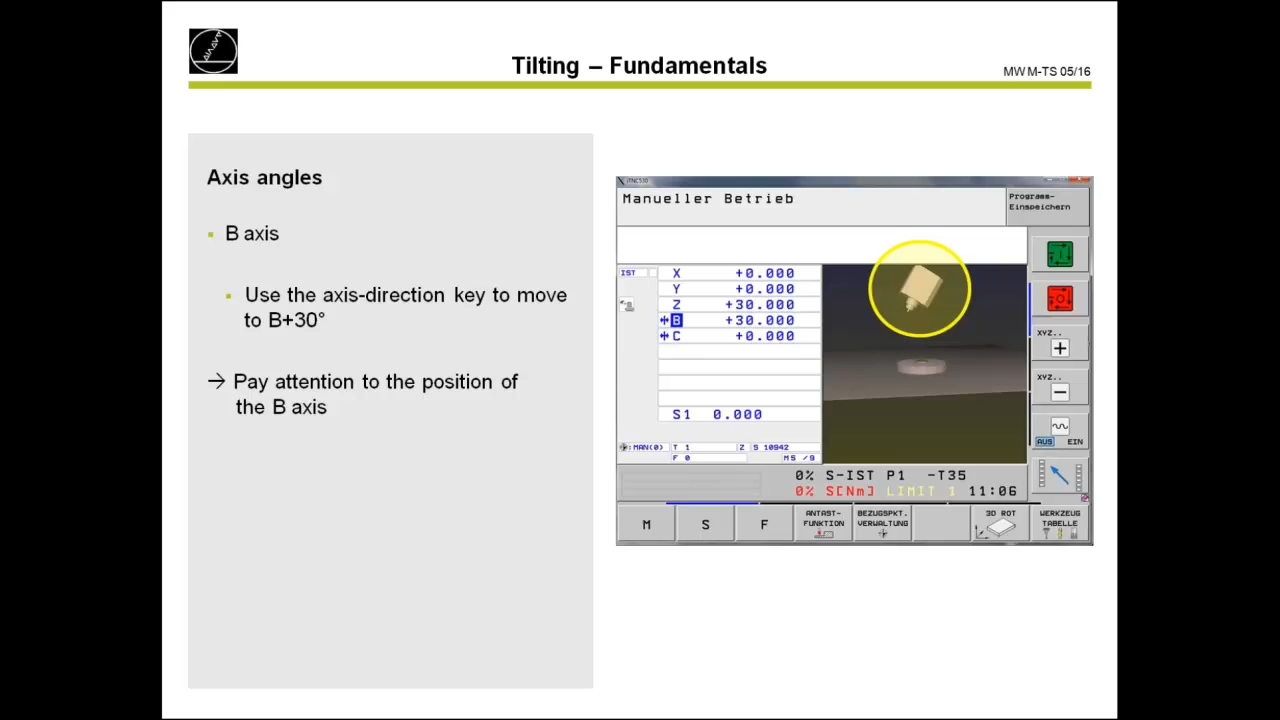 Tilting – Fundamentals
MW M-TS 05/16
Axis angles
B axis
Use the axis-direction key to move
to B+30°
→ Pay attention to the position of
the B axis
iTNC530
Manueller Betrieb
Programm-
Einspeichern
IST
X +0.000
Y +0.000
Z +30.000
B +30.000
C +0.000
S1 0.000
:MAN(0) T 1 Z S 10942
F 0 M5 /9
0% S-IST P1 -T35
0% S[Nm] LIMIT 1 11:06
XYZ..
+
XYZ..
−
AUS EIN
M
S
F
ANTAST-
FUNKTION
BEZUGSPKT.
VERWALTUNG
3D ROT
WERKZEUG
TABELLE